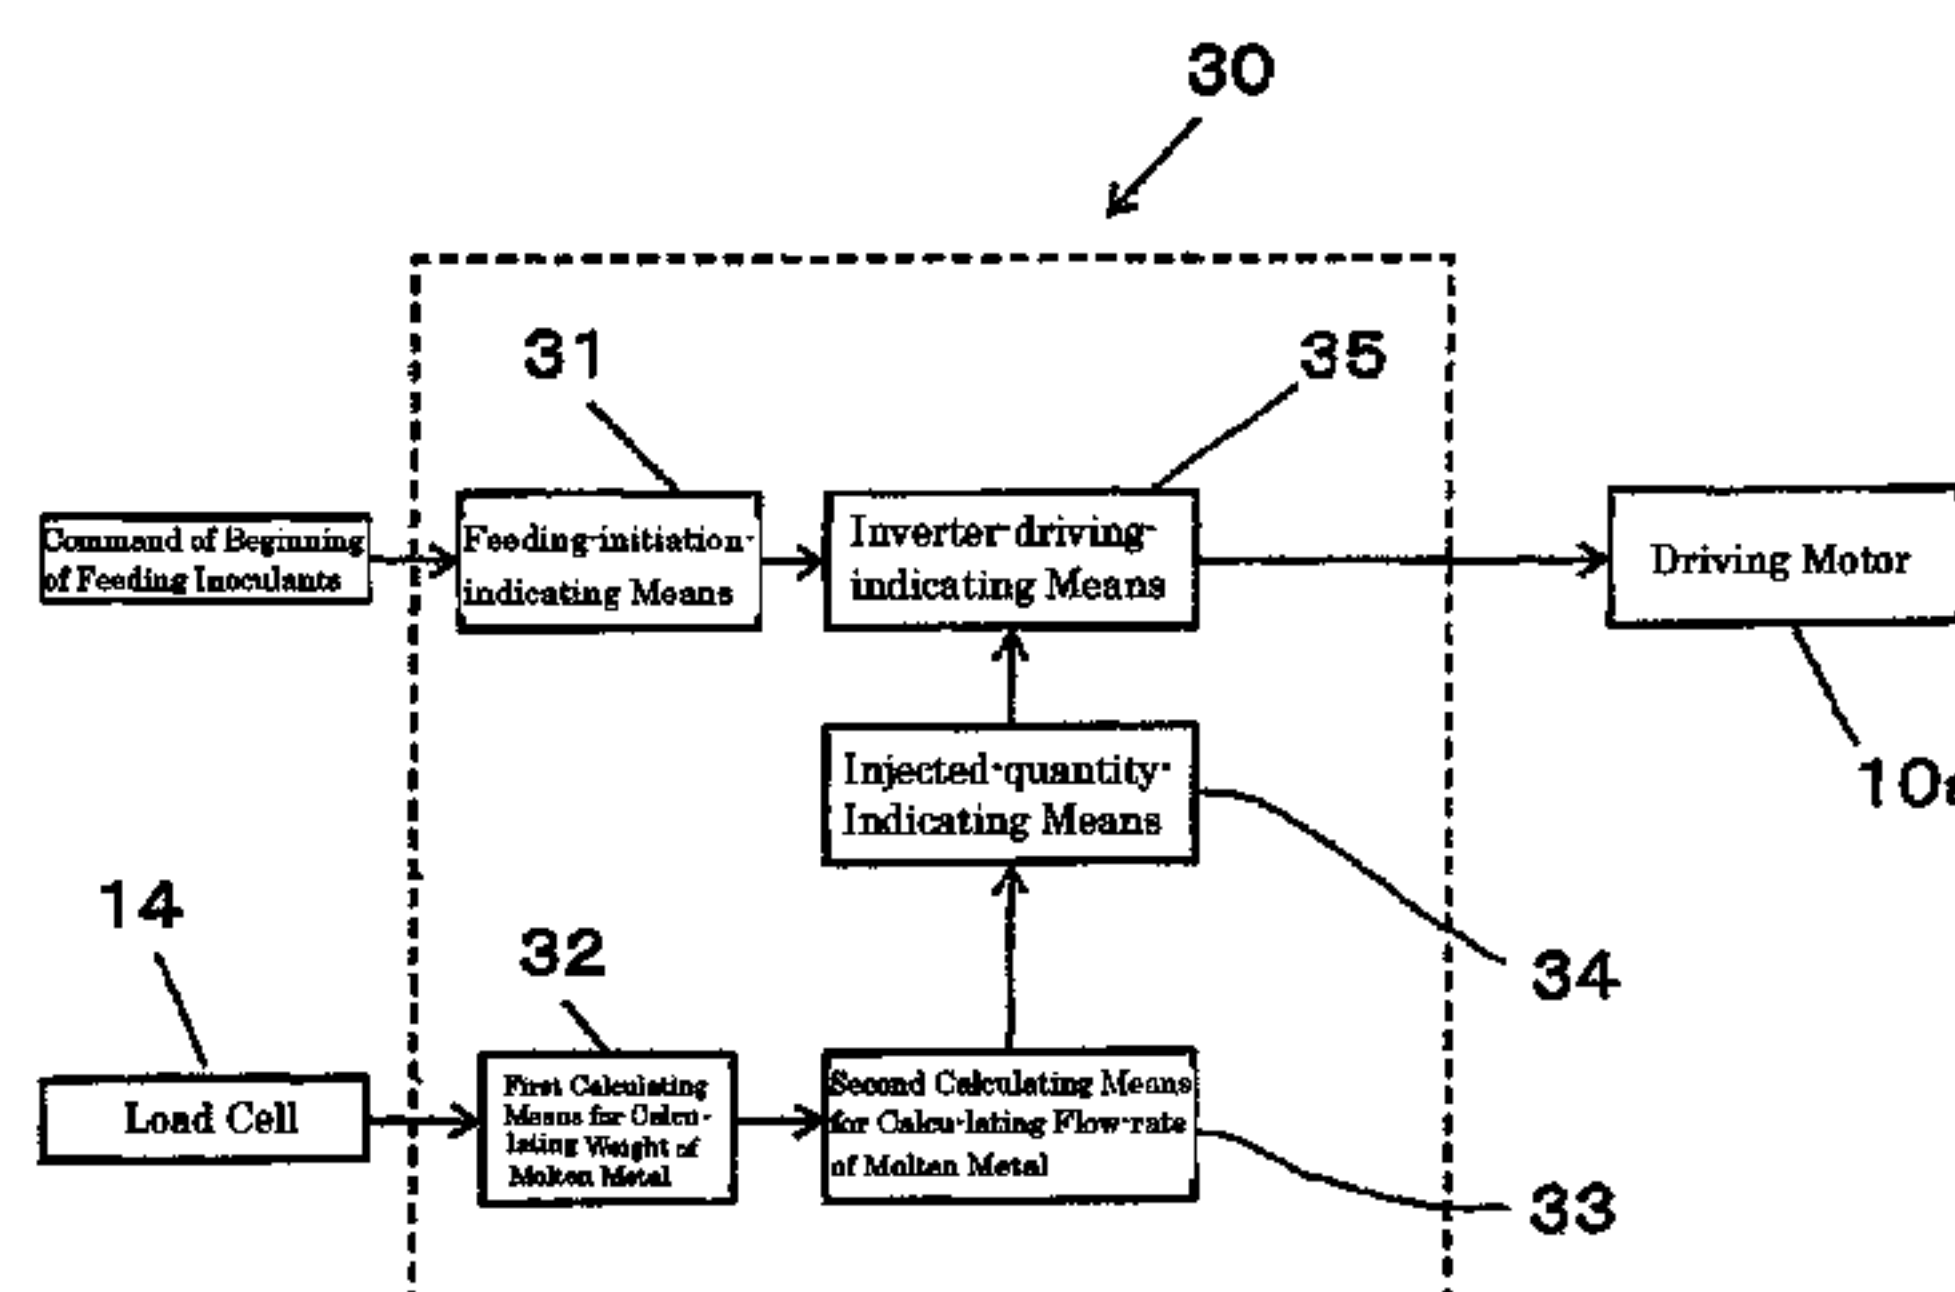 30
31
35
Command of Beginning
of Feeding Inoculants
Feeding-initiation-
indicating Means
Inverter-driving-
indicating Means
Driving Motor
Injected-quantity-
Indicating Means
10a
14
32
34
Load Cell
First Calculating
Means for Calcu-
lating Weight of
Molten Metal
Second Calculating Means
for Calcu-lating Flow-rate
of Molten Metal
33